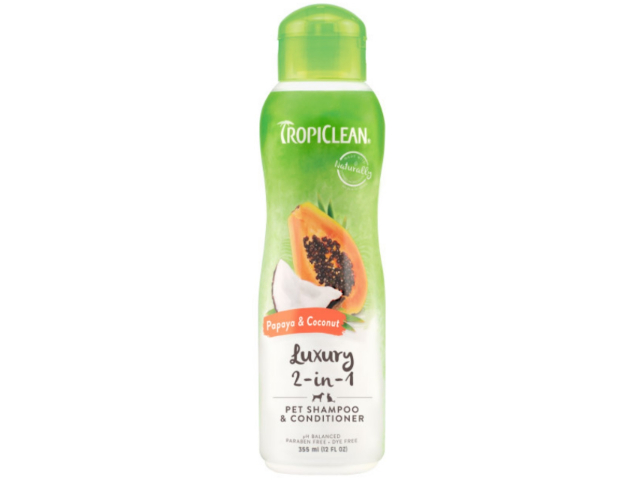 TROPICLEAN
Naturally
Papaya & Coconut
Luxury
2-in-1
PET SHAMPOO
& CONDITIONER
pH BALANCED
PARABEN FREE • DYE FREE
355 ml (12 FL OZ)